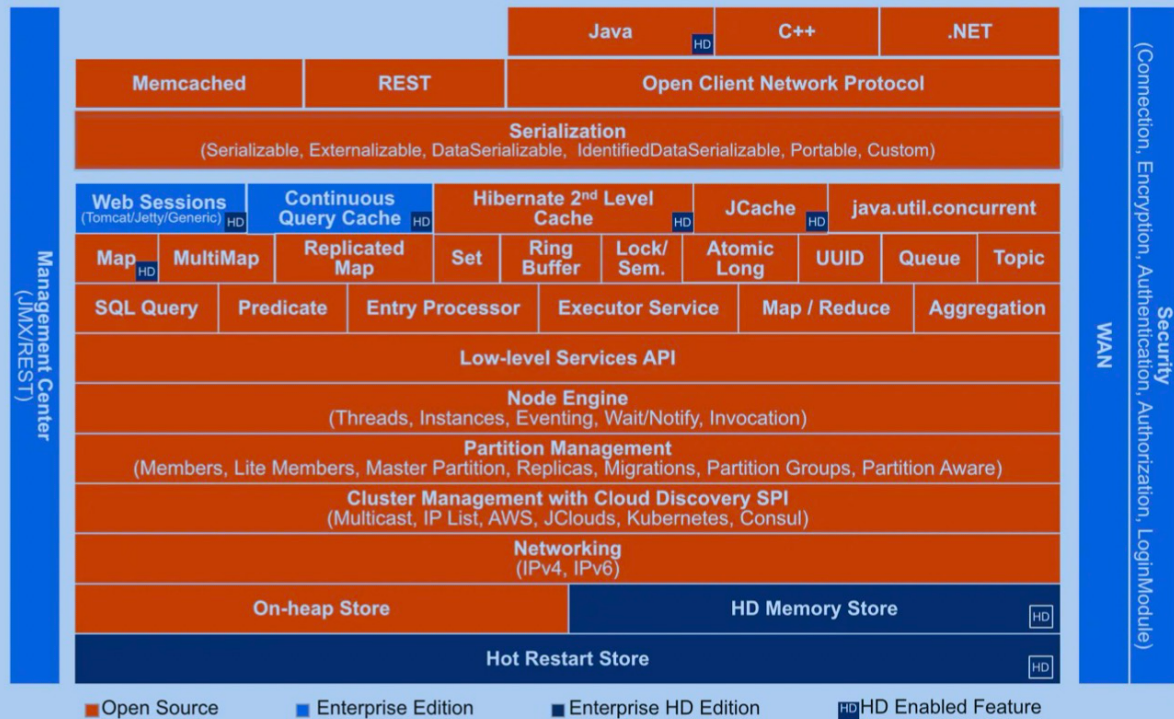 Java
HD
C++
.NET
Memcached
REST
Open Client Network Protocol
Serialization
(Serializable, Externalizable, DataSerializable, IdentifiedDataSerializable, Portable, Custom)
Web Sessions
(Tomcat/Jetty/Generic)
HD
Continuous
Query Cache
HD
Hibernate 2nd Level
Cache
HD
JCache
HD
java.util.concurrent
Map
HD
MultiMap
Replicated
Map
Set
Ring
Buffer
Lock/
Sem.
Atomic
Long
UUID
Queue
Topic
SQL Query
Predicate
Entry Processor
Executor Service
Map / Reduce
Aggregation
Low-level Services API
Node Engine
(Threads, Instances, Eventing, Wait/Notify, Invocation)
Partition Management
(Members, Lite Members, Master Partition, Replicas, Migrations, Partition Groups, Partition Aware)
Cluster Management with Cloud Discovery SPI
(Multicast, IP List, AWS, JClouds, Kubernetes, Consul)
Networking
(IPv4, IPv6)
On-heap Store
HD Memory Store
HD
Hot Restart Store
HD
Management Center
(JMX/REST)
WAN
Security
(Connection, Encryption, Authentication, Authorization, LoginModule)
Open Source
Enterprise Edition
Enterprise HD Edition
HD
HD Enabled Feature